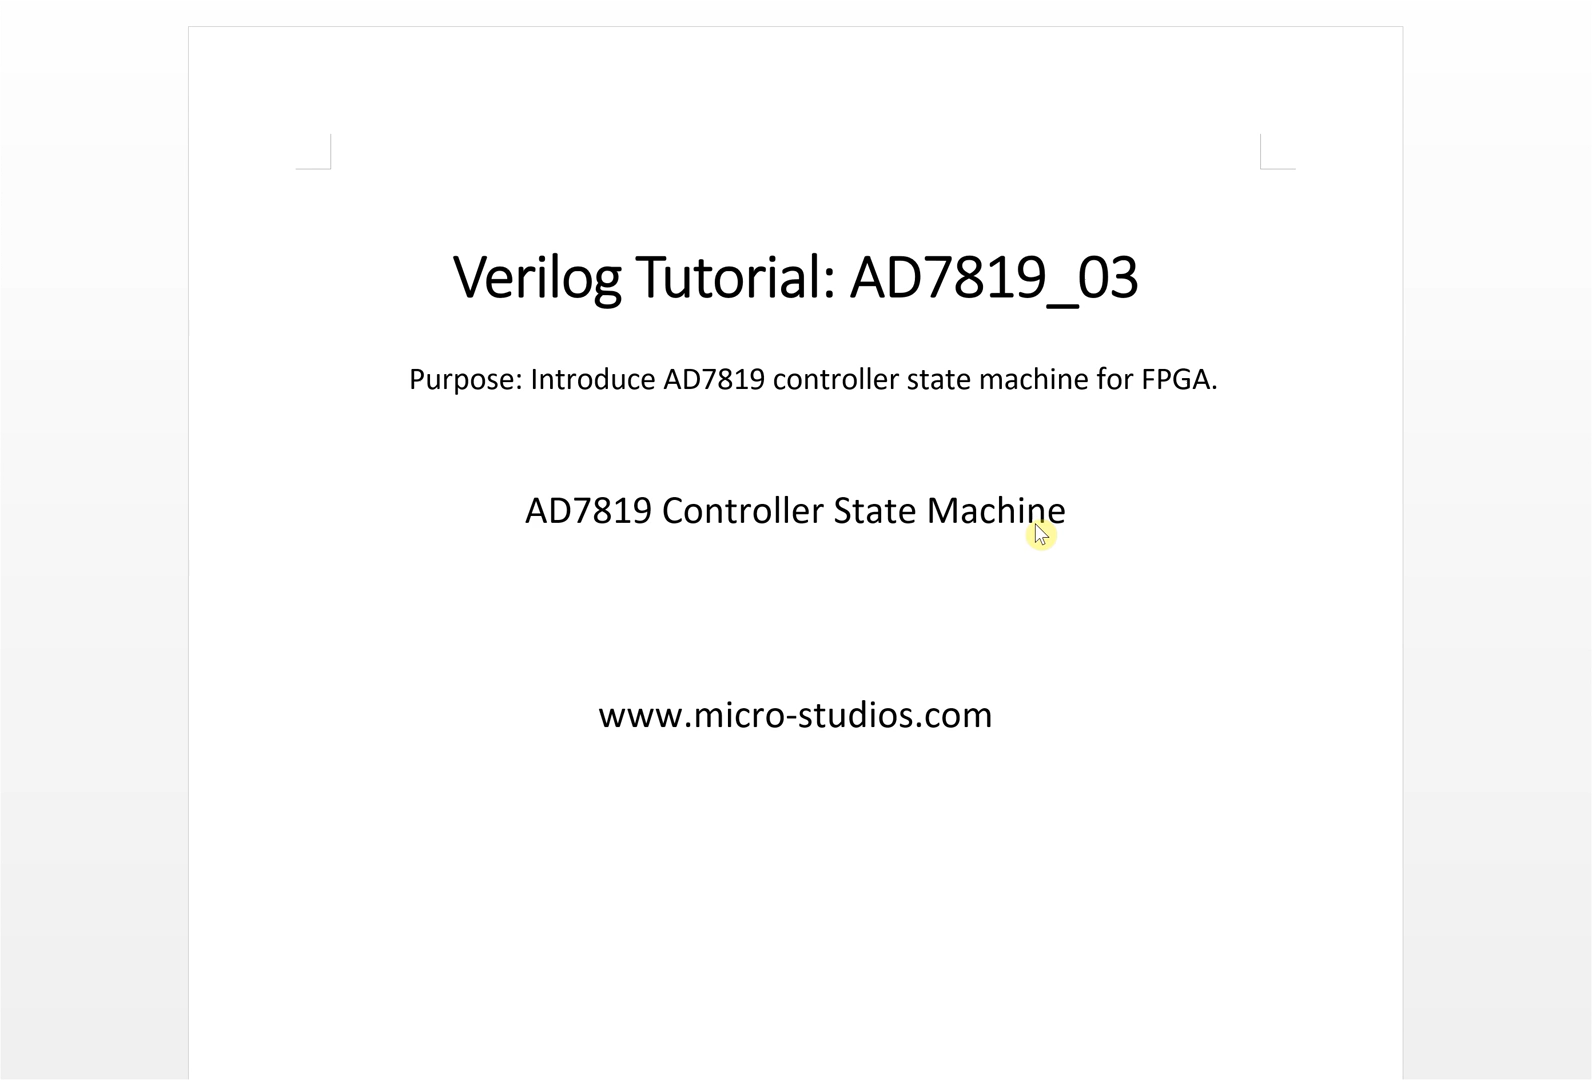 Verilog Tutorial: AD7819_03
Purpose: Introduce AD7819 controller state machine for FPGA.
AD7819 Controller State Machine
www.micro-studios.com